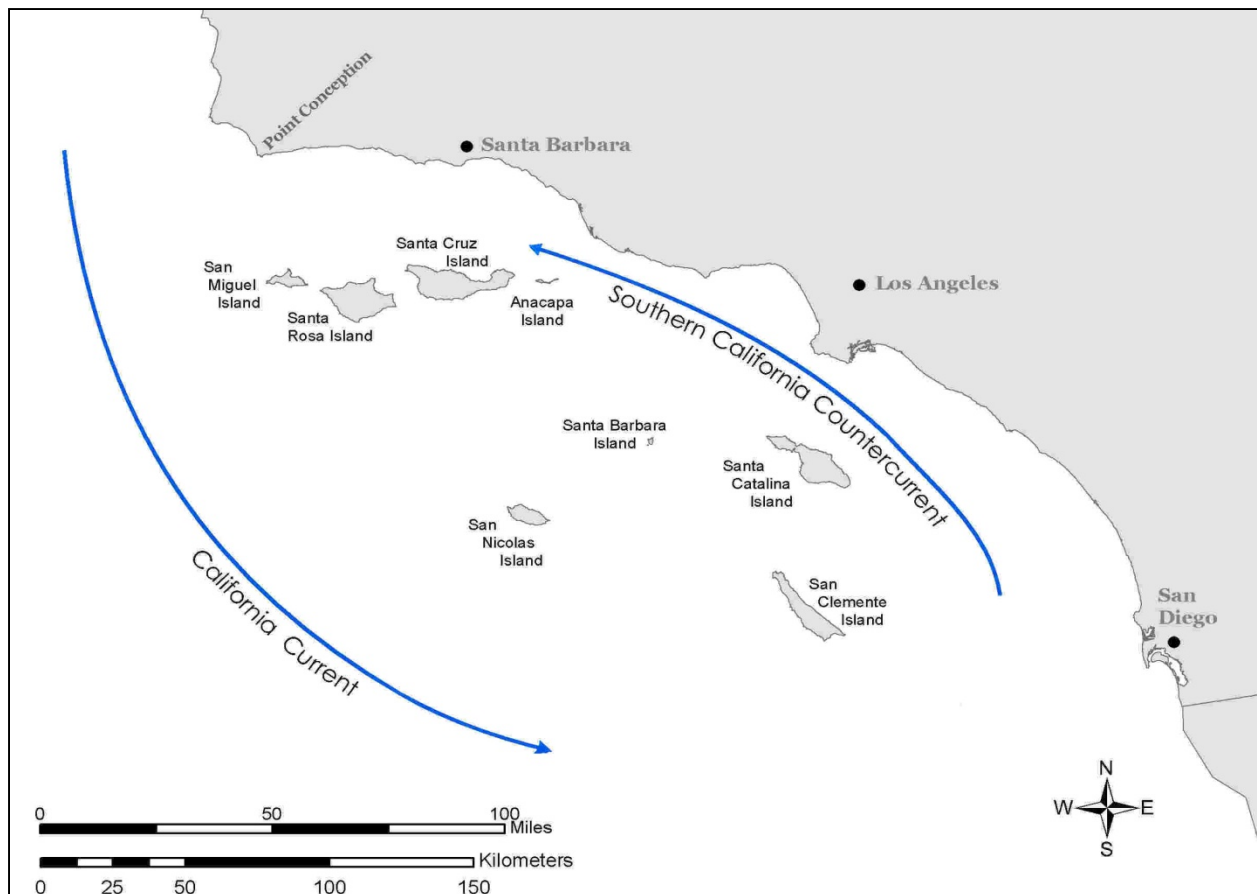 Point Conception
Santa Barbara
Santa Cruz
Island
San
Miguel
Island
Santa
Rosa Island
Anacapa
Island
Los Angeles
Southern California Countercurrent
Santa Barbara
Island
Santa
Catalina
Island
San
Nicolas
Island
San
Clemente
Island
San
Diego
California Current
N
W E
S
0 50 100
Miles
Kilometers
0 25 50 100 150